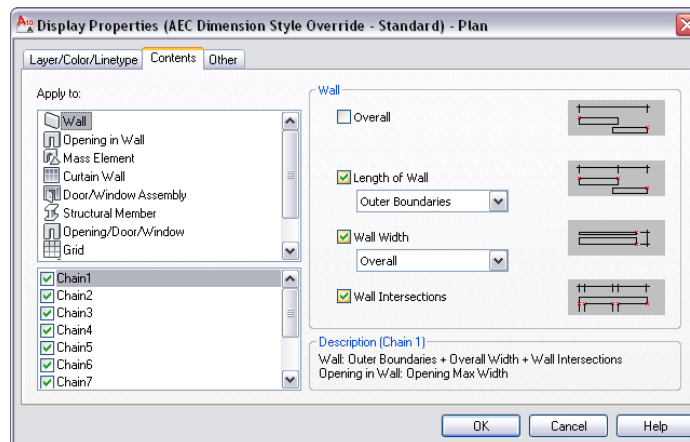 Display Properties (AEC Dimension Style Override - Standard) - Plan
Layer/Color/Linetype Contents Other
Apply to:
Wall
Opening in Wall
Mass Element
Curtain Wall
Door/Window Assembly
Structural Member
Opening/Door/Window
Grid
Chain1
Chain2
Chain3
Chain4
Chain5
Chain6
Chain7
Wall
Overall
Length of Wall
Outer Boundaries
Wall Width
Overall
Wall Intersections
Description (Chain 1)
Wall: Outer Boundaries + Overall Width + Wall Intersections
Opening in Wall: Opening Max Width
OK Cancel Help